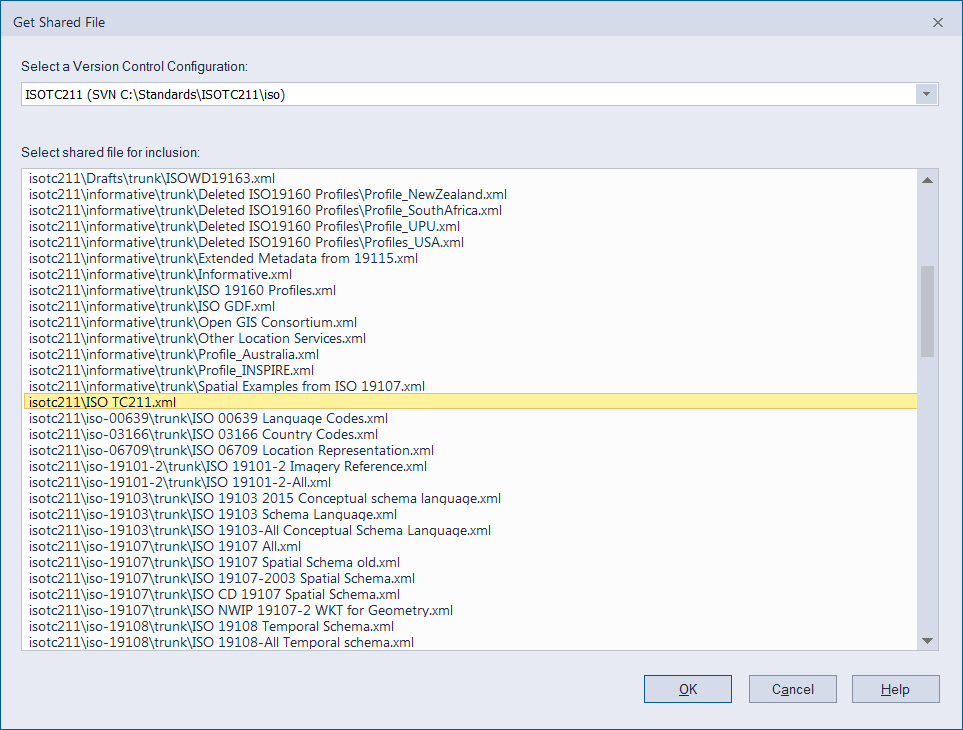 Get Shared File
Select a Version Control Configuration:
ISOTC211 (SVN C:\Standards\ISOTC211\iso)
Select shared file for inclusion:
isotc211\Drafts\trunk\ISOWD19163.xml
isotc211\informative\trunk\Deleted ISO19160 Profiles\Profile_NewZealand.xml
isotc211\informative\trunk\Deleted ISO19160 Profiles\Profile_SouthAfrica.xml
isotc211\informative\trunk\Deleted ISO19160 Profiles\Profile_UPU.xml
isotc211\informative\trunk\Deleted ISO19160 Profiles\Profiles_USA.xml
isotc211\informative\trunk\Extended Metadata from 19115.xml
isotc211\informative\trunk\Informative.xml
isotc211\informative\trunk\ISO 19160 Profiles.xml
isotc211\informative\trunk\ISO GDF.xml
isotc211\informative\trunk\Open GIS Consortium.xml
isotc211\informative\trunk\Other Location Services.xml
isotc211\informative\trunk\Profile_Australia.xml
isotc211\informative\trunk\Profile_INSPIRE.xml
isotc211\informative\trunk\Spatial Examples from ISO 19107.xml
isotc211\ISO TC211.xml
isotc211\iso-00639\trunk\ISO 00639 Language Codes.xml
isotc211\iso-03166\trunk\ISO 03166 Country Codes.xml
isotc211\iso-06709\trunk\ISO 06709 Location Representation.xml
isotc211\iso-19101-2\trunk\ISO 19101-2 Imagery Reference.xml
isotc211\iso-19101-2\trunk\ISO 19101-2-All.xml
isotc211\iso-19103\trunk\ISO 19103 2015 Conceptual schema language.xml
isotc211\iso-19103\trunk\ISO 19103 Schema Language.xml
isotc211\iso-19103\trunk\ISO 19103-All Conceptual Schema Language.xml
isotc211\iso-19107\trunk\ISO 19107 All.xml
isotc211\iso-19107\trunk\ISO 19107 Spatial Schema old.xml
isotc211\iso-19107\trunk\ISO 19107-2003 Spatial Schema.xml
isotc211\iso-19107\trunk\ISO CD 19107 Spatial Schema.xml
isotc211\iso-19107\trunk\ISO NWIP 19107-2 WKT for Geometry.xml
isotc211\iso-19108\trunk\ISO 19108 Temporal Schema.xml
isotc211\iso-19108\trunk\ISO 19108-All Temporal schema.xml
OK
Cancel
Help